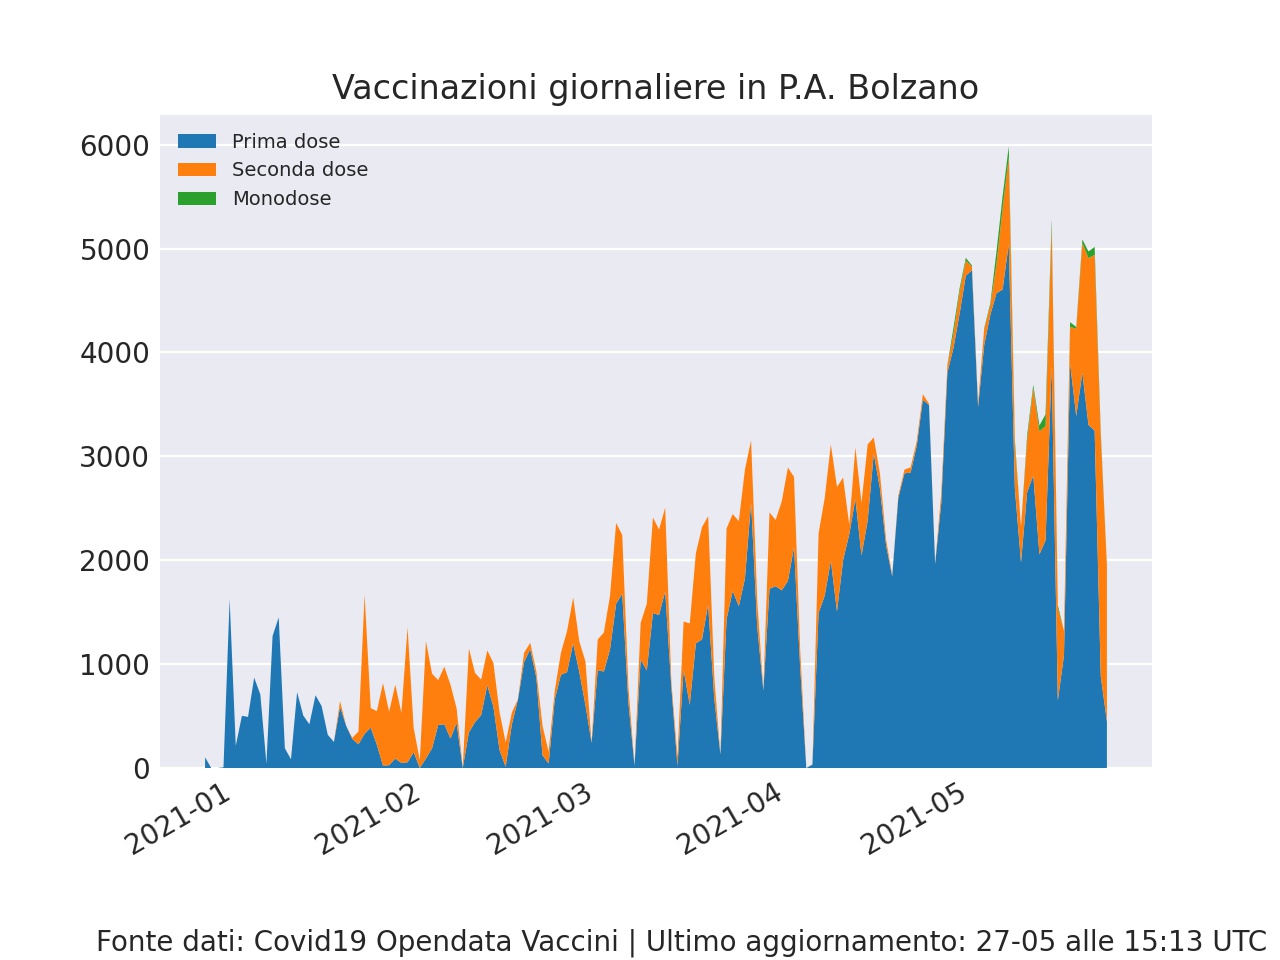 Vaccinazioni giornaliere in P.A. Bolzano
Prima dose
Seconda dose
Monodose
6000
5000
4000
3000
2000
1000
0
2021-01
2021-02
2021-03
2021-04
2021-05
Fonte dati: Covid19 Opendata Vaccini | Ultimo aggiornamento: 27-05 alle 15:13 UTC